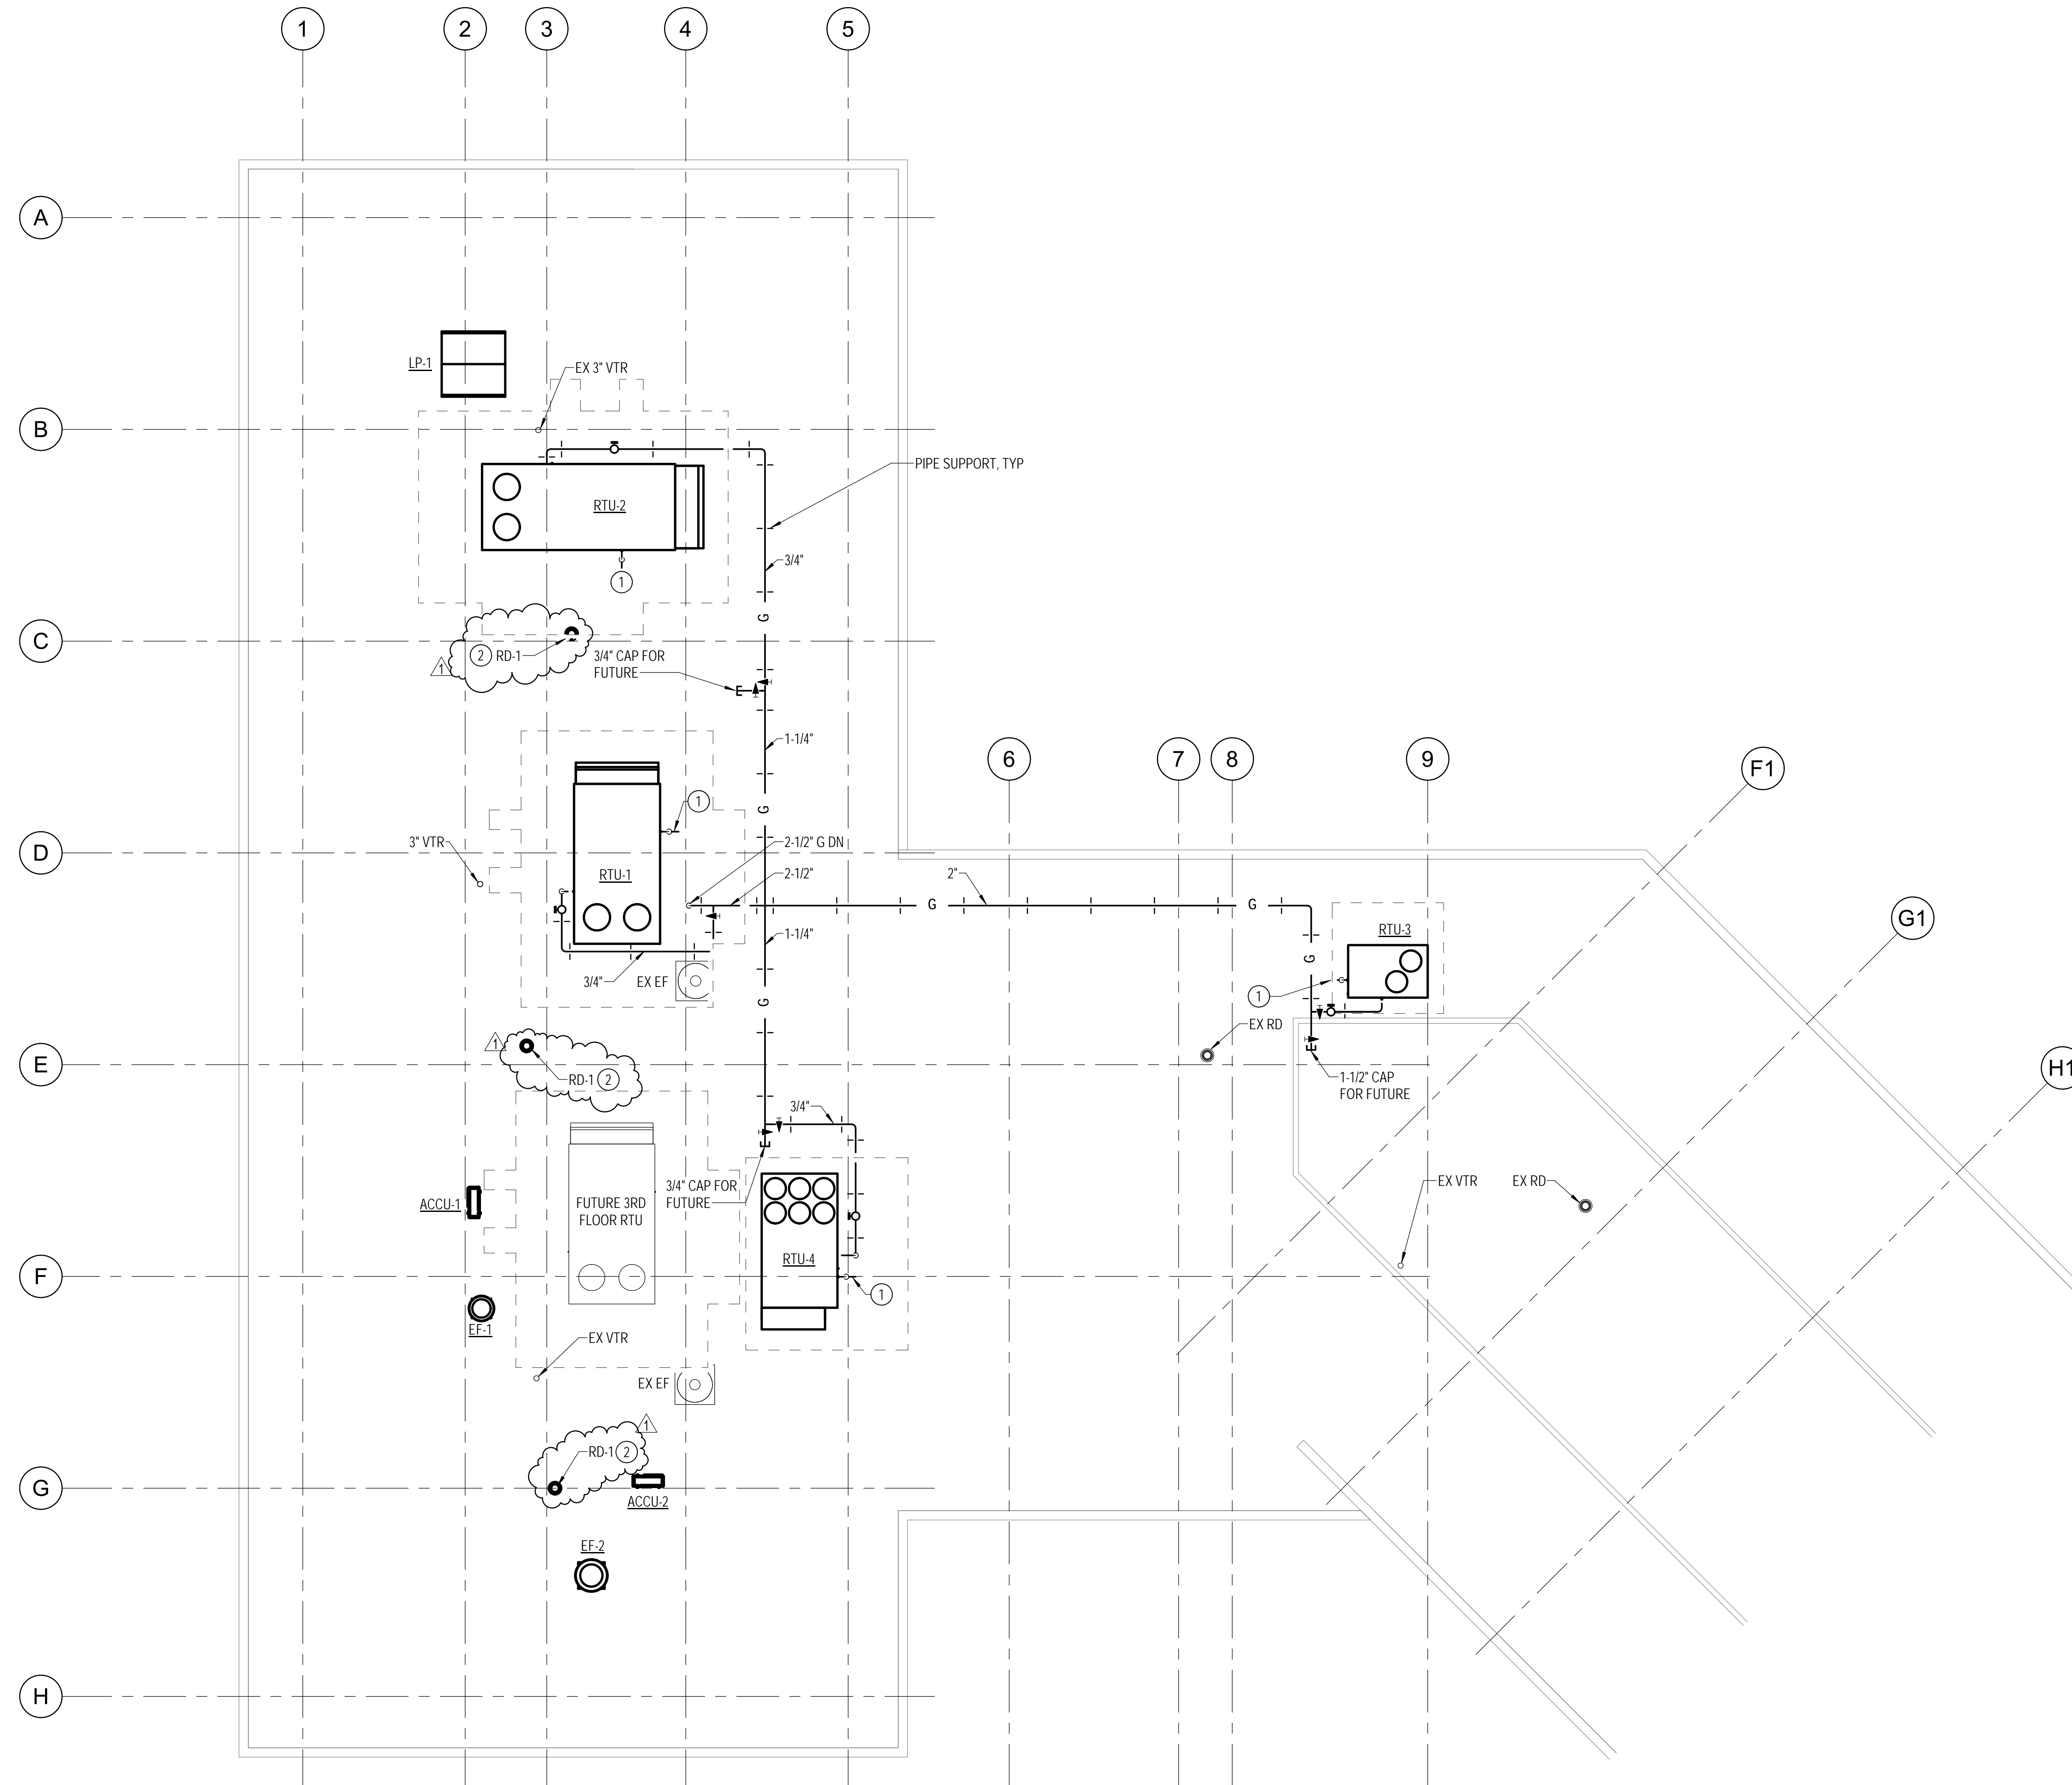 1
2
3
4
5
A
LP-1
EX 3" VTR
B
PIPE SUPPORT, TYP
RTU-2
3/4"
1
G
C
2 RD-1
1
3/4" CAP FOR
FUTURE
1-1/4"
6
7
8
9
F1
1
G
3" VTR
2-1/2" G DN
D
RTU-1
2-1/2"
2"
G
G
G1
1-1/4"
RTU-3
G
3/4"
EX EF
1
G
EX RD
1
E
RD-1 2
1-1/2" CAP
FOR FUTURE
H1
3/4"
ACCU-1
FUTURE 3RD
FLOOR RTU
3/4" CAP FOR
FUTURE
EX VTR
EX RD
RTU-4
F
1
EF-1
EX VTR
EX EF
1
RD-1 2
G
ACCU-2
EF-2
H